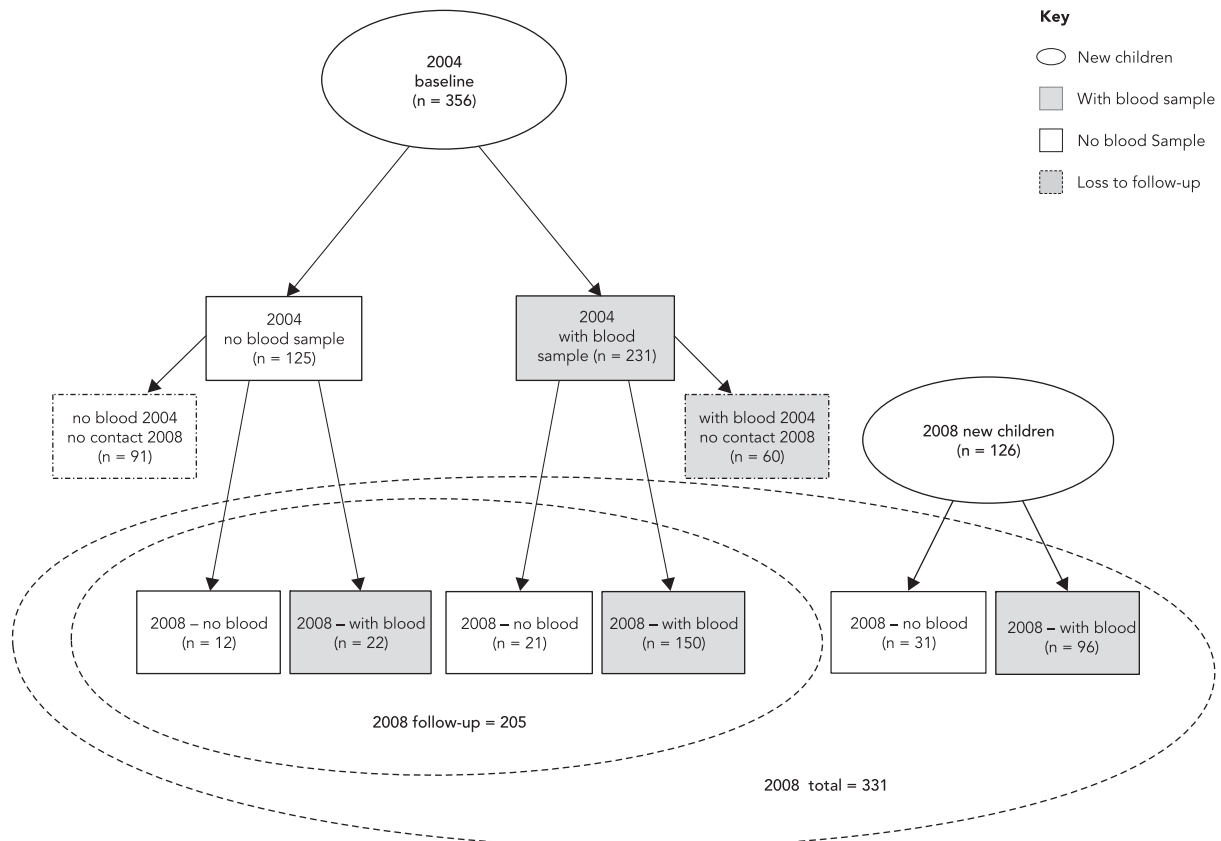 2004
baseline
(n = 356)
Key
New children
With blood sample
No blood Sample
Loss to follow-up
2004
no blood sample
(n = 125)
2004
with blood
sample (n = 231)
no blood 2004
no contact 2008
(n = 91)
with blood 2004
no contact 2008
(n = 60)
2008 new children
(n = 126)
2008 – no blood
(n = 12)
2008 – with blood
(n = 22)
2008 – no blood
(n = 21)
2008 – with blood
(n = 150)
2008 – no blood
(n = 31)
2008 – with blood
(n = 96)
2008 follow-up = 205
2008 total = 331